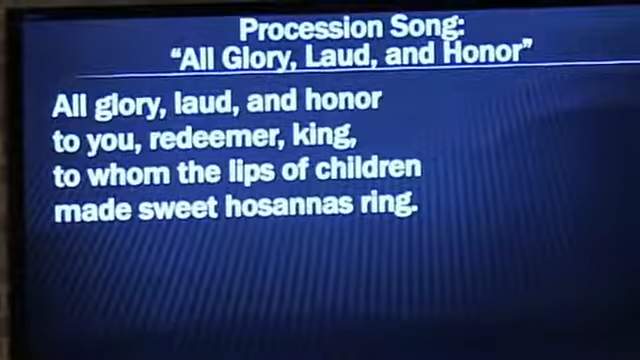 Procession Song:
“All Glory, Laud, and Honor”
All glory, laud, and honor
to you, redeemer, king,
to whom the lips of children
made sweet hosannas ring.